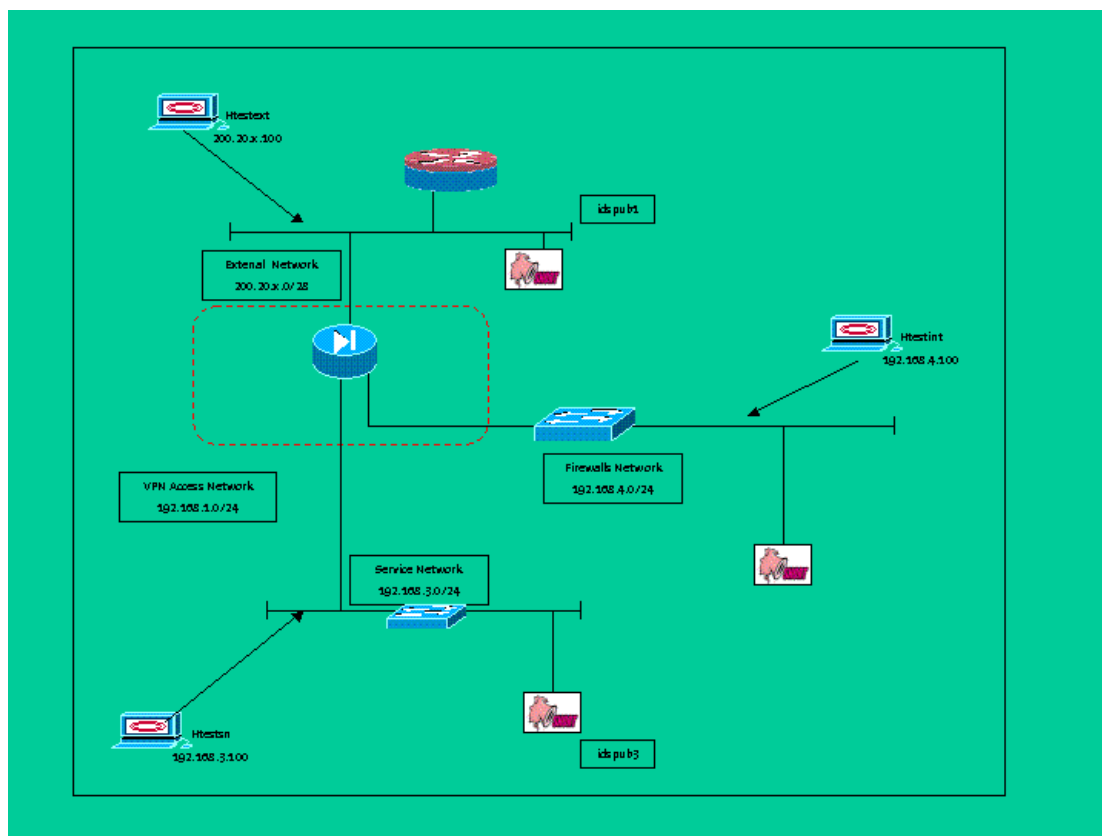 Htestext
200.20.x.100
idspub1
External Network
200.20.x.0/28
Htestint
192.168.4.100
Firewalls Network
192.168.4.0/24
VPN Access Network
192.168.1.0/24
Service Network
192.168.3.0/24
Htestsn
192.168.3.100
idspub3